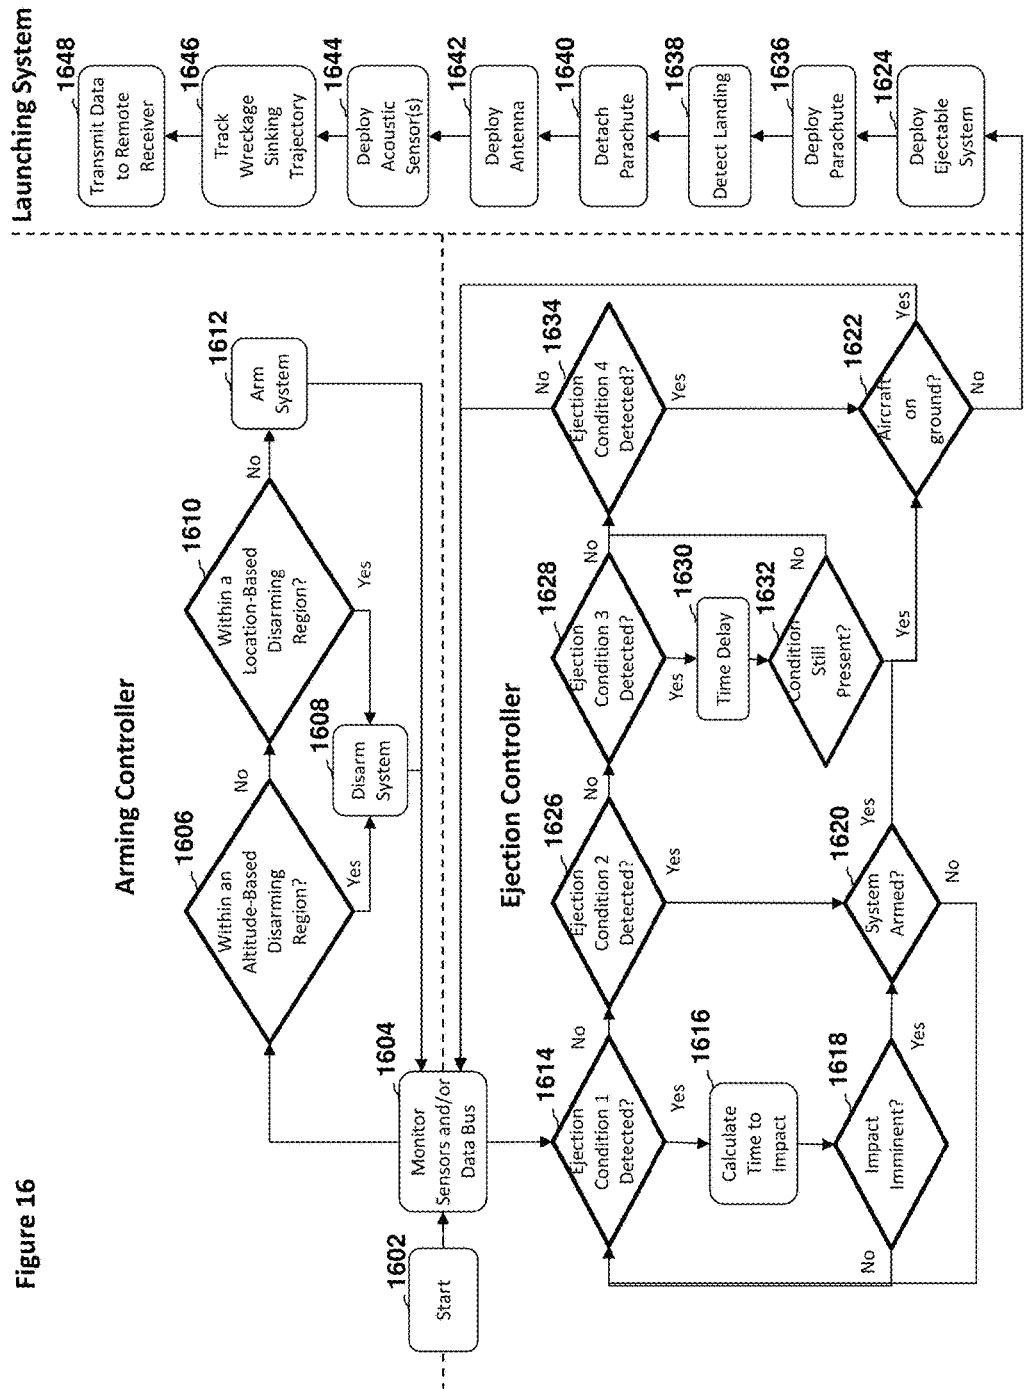 Figure 16
Arming Controller
Ejection Controller
Launching System
1602
Start
1604
Monitor
Sensors and/or
Data Bus
1606
Within an
Altitude-Based
Disarming
Region?
No
Yes
1608
Disarm
System
1610
Within a
Location-Based
Disarming
Region?
No
Yes
1612
Arm
System
1614
Ejection
Condition 1
Detected?
No
Yes
1616
Calculate
Time to
Impact
1618
Impact
Imminent?
No
Yes
1620
System
Armed?
Yes
No
1626
Ejection
Condition 2
Detected?
No
Yes
1628
Ejection
Condition 3
Detected?
No
Yes
1630
Time Delay
1632
Condition
Still
Present?
No
Yes
1634
Ejection
Condition 4
Detected?
No
Yes
1622
Aircraft
on
ground?
Yes
No
1624
Deploy
Ejectable
System
1636
Deploy
Parachute
1638
Detect Landing
1640
Detach
Parachute
1642
Deploy
Antenna
1644
Deploy
Acoustic
Sensor(s)
1646
Track
Wreckage
Sinking
Trajectory
1648
Transmit Data
to Remote
Receiver